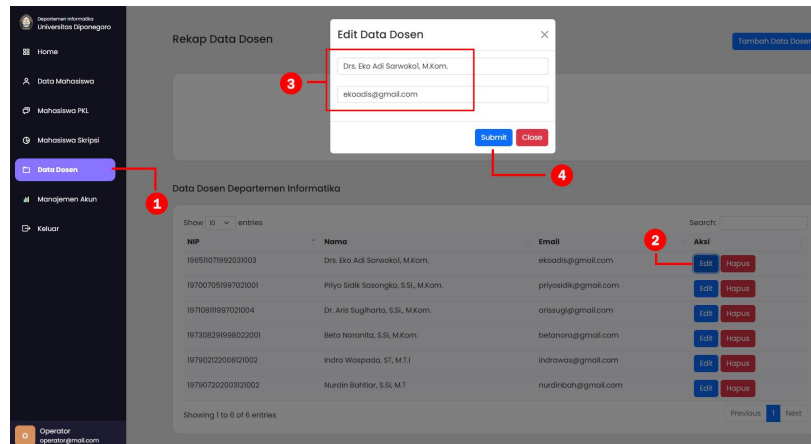 Departemen Informatika
Universitas Diponegoro
Home
Data Mahasiswa
Mahasiswa PKL
Mahasiswa Skripsi
Data Dosen
Manajemen Akun
Keluar
Operator
operator@mail.com
O
Rekap Data Dosen
Tambah Data Dosen
Edit Data Dosen
×
Drs. Eko Adi Sarwokol, M.Kom.
ekoadis@gmail.com
Submit Close
1
2
3
4
Data Dosen Departemen Informatika
Show 10 entries
Search:
NIP Nama Email Aksi
196511071992031003 Drs. Eko Adi Sarwokol, M.Kom. ekoadis@gmail.com Edit Hapus
197007051997021001 Priyo Sidik Sasongko, S.Si., M.Kom. priyosidik@gmail.com Edit Hapus
197108111997021004 Dr. Aris Sugiharto, S.Si., M.Kom. arissugi@gmail.com Edit Hapus
197308291998022001 Beta Noranita, S.Si, M.Kom. betanora@gmail.com Edit Hapus
197902122008121002 Indra Waspada, ST, M.T.I indrawas@gmail.com Edit Hapus
197907202003121002 Nurdin Bahtiar, S.Si, M.T nurdinbah@gmail.com Edit Hapus
Showing 1 to 6 of 6 entries
Previous 1 Next